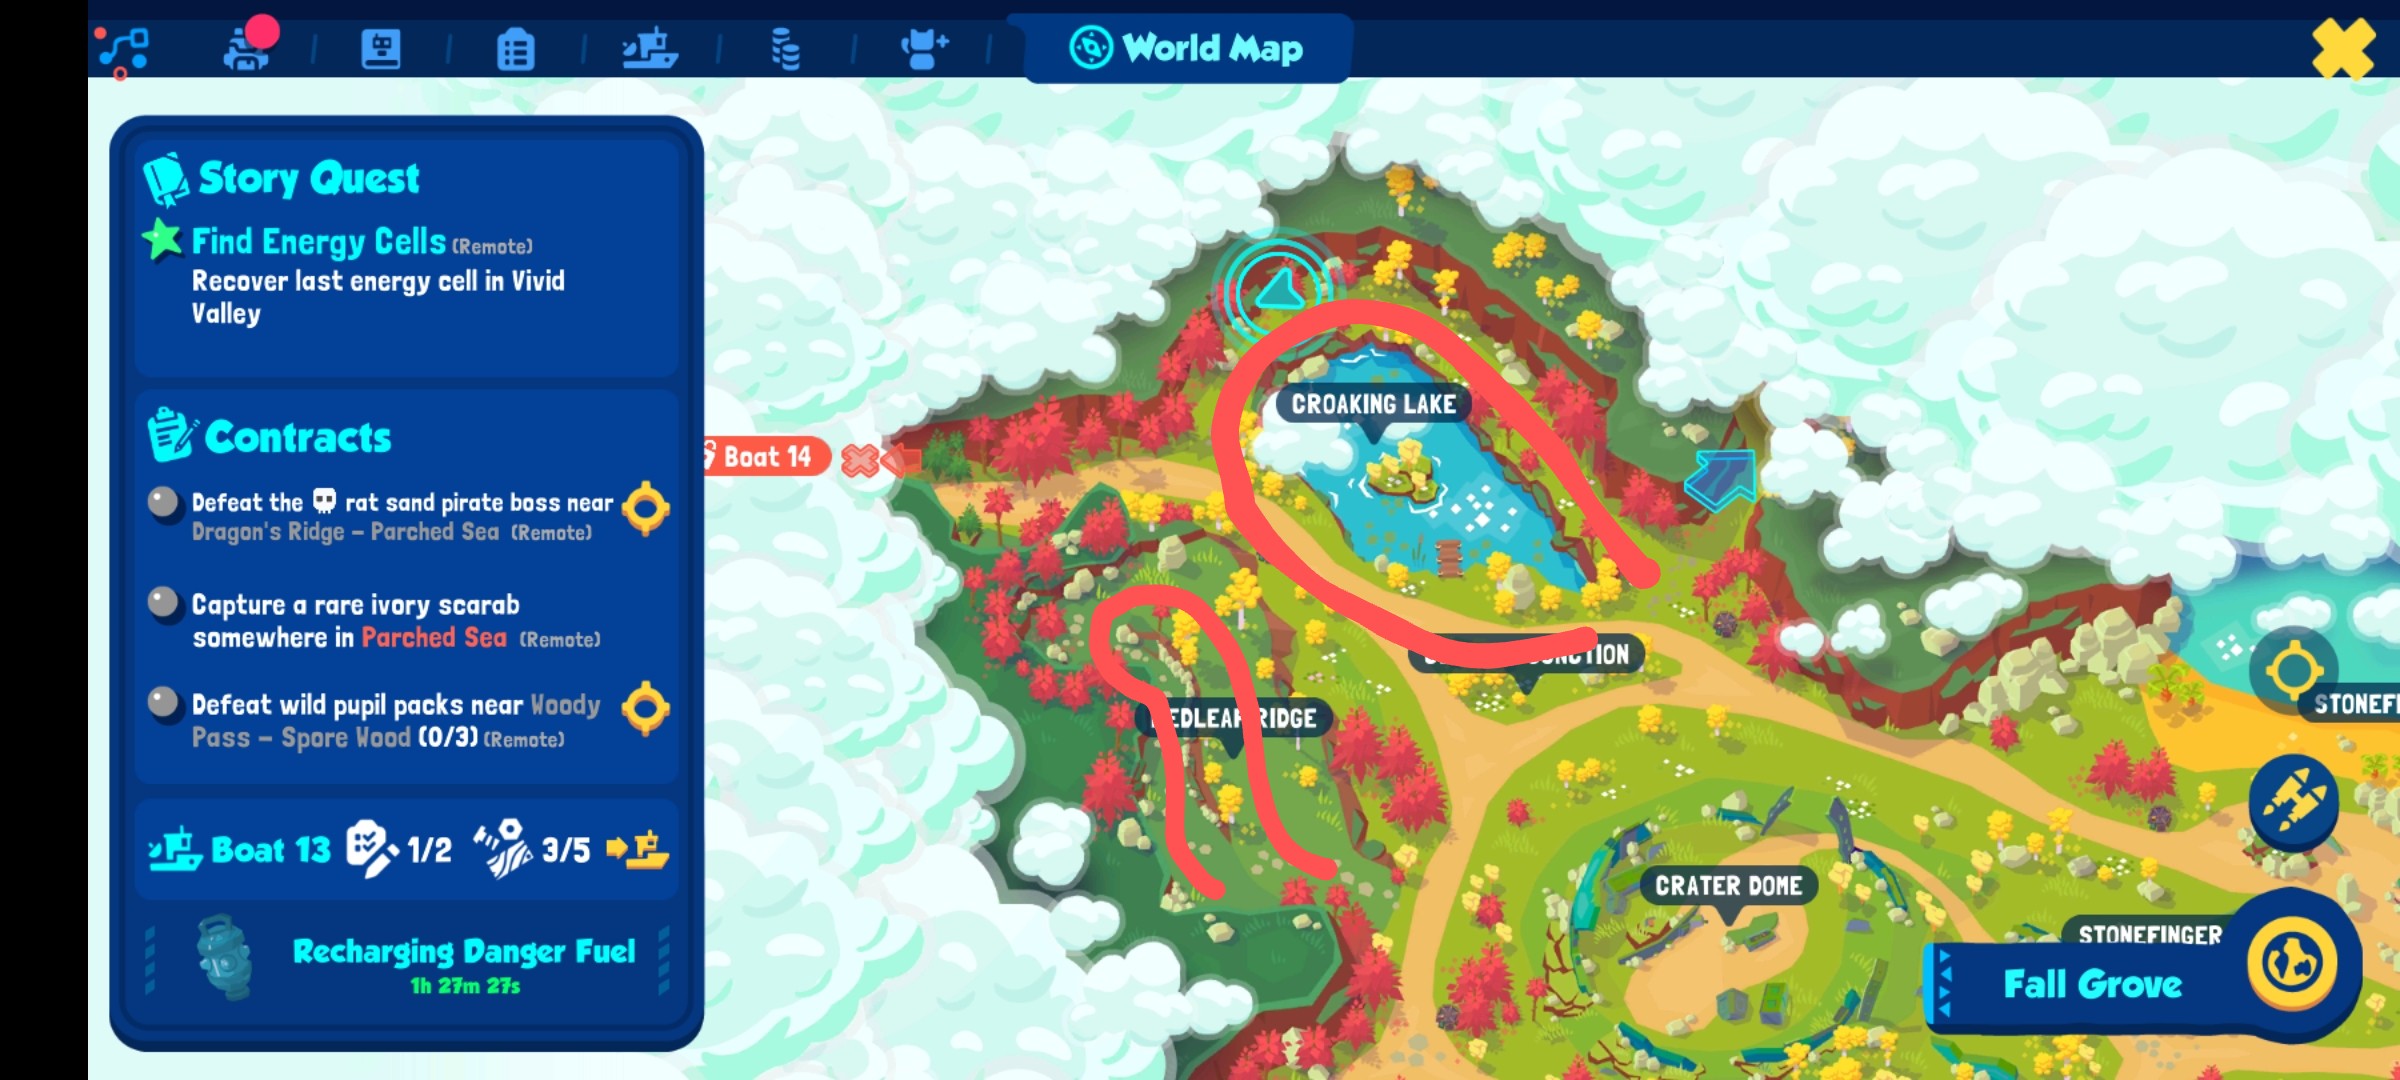 World Map
Story Quest
Find Energy Cells (Remote)
Recover last energy cell in Vivid
Valley
Contracts
Defeat the rat sand pirate boss near
Dragon's Ridge – Parched Sea (Remote)
Capture a rare ivory scarab
somewhere in Parched Sea (Remote)
Defeat wild pupil packs near Woody
Pass – Spore Wood (0/3) (Remote)
Boat 13 1/2 3/5
Recharging Danger Fuel
1h 27m 27s
Boat 14
CROAKING LAKE
RIDGE
CRATER DOME
STONEFINGER
Fall Grove